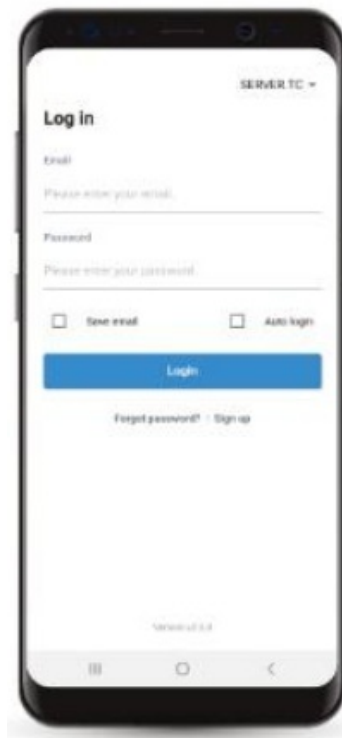 SERVER TC
Log in
Email
Please enter your email.
Password
Please enter your password.
Save email Auto login
Login
Forgot password? Sign up
Version